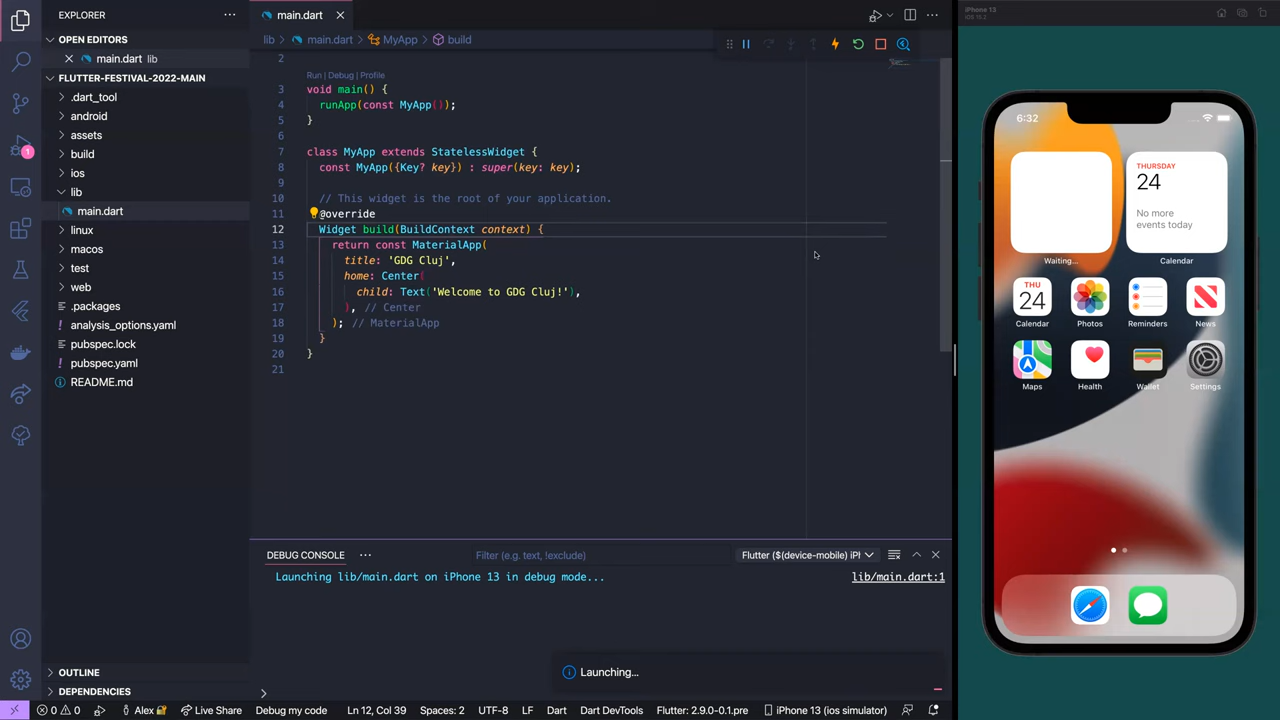 EXPLORER
OPEN EDITORS
main.dart lib
FLUTTER-FESTIVAL-2022-MAIN
.dart_tool
android
assets
build
ios
lib
main.dart
linux
macos
test
web
.packages
analysis_options.yaml
pubspec.lock
pubspec.yaml
README.md
OUTLINE
DEPENDENCIES
1
main.dart
lib > main.dart > MyApp > build
2
Run | Debug | Profile
3 void main() {
4 runApp(const MyApp());
5 }
6
7 class MyApp extends StatelessWidget {
8 const MyApp({Key? key}) : super(key: key);
9
10 // This widget is the root of your application.
11 @override
12 Widget build(BuildContext context) {
13 return const MaterialApp(
14 title: 'GDG Cluj',
15 home: Center(
16 child: Text('Welcome to GDG Cluj!'),
17 ), // Center
18 ); // MaterialApp
19 }
20 }
21
DEBUG CONSOLE
Filter (e.g. text, !exclude)
Flutter ($(device-mobile) iPl
Launching lib/main.dart on iPhone 13 in debug mode...
lib/main.dart:1
Launching...
0 0
Alex
Live Share
Debug my code
Ln 12, Col 39
Spaces: 2
UTF-8
LF
Dart
Dart DevTools
Flutter: 2.9.0-0.1.pre
iPhone 13 (ios simulator)
iPhone 13
iOS 15.2
6:32
Waiting...
THURSDAY
24
No more
events today
Calendar
THU
24
Calendar
Photos
Reminders
News
Maps
Health
Wallet
Settings